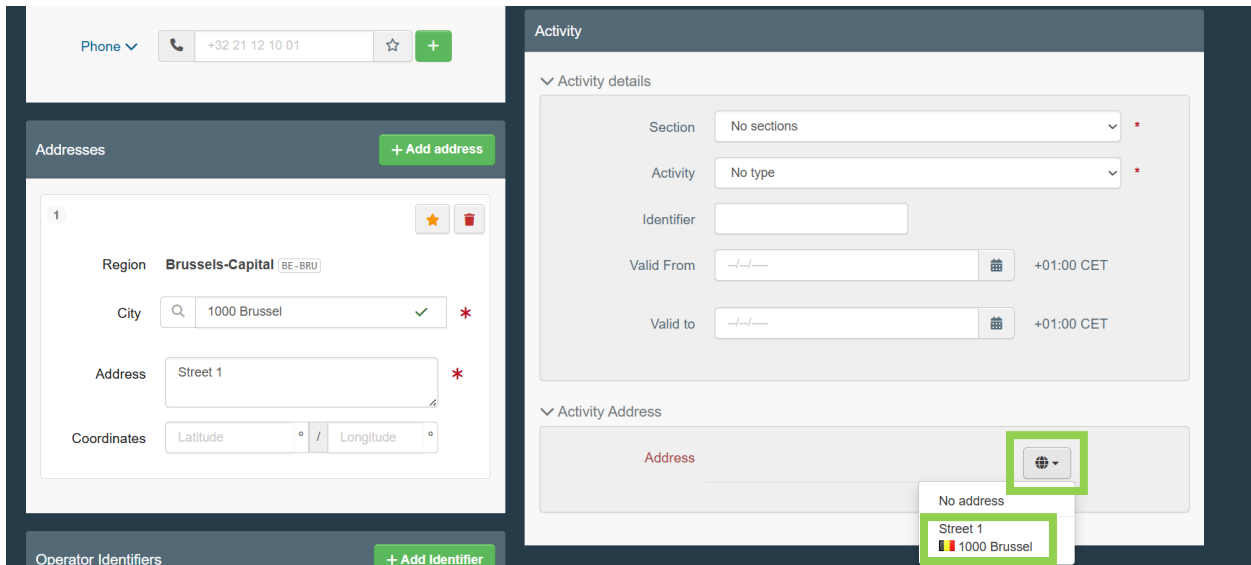 Phone
+32 21 12 10 01
+
Addresses
+ Add address
1
Region Brussels-Capital BE-BRU
City 1000 Brussel *
Address Street 1 *
Coordinates Latitude ° / Longitude °
Operator Identifiers
+ Add Identifier
Activity
Activity details
Section No sections *
Activity No type *
Identifier
Valid From --/--/---- +01:00 CET
Valid to --/--/---- +01:00 CET
Activity Address
Address
No address
Street 1
1000 Brussel